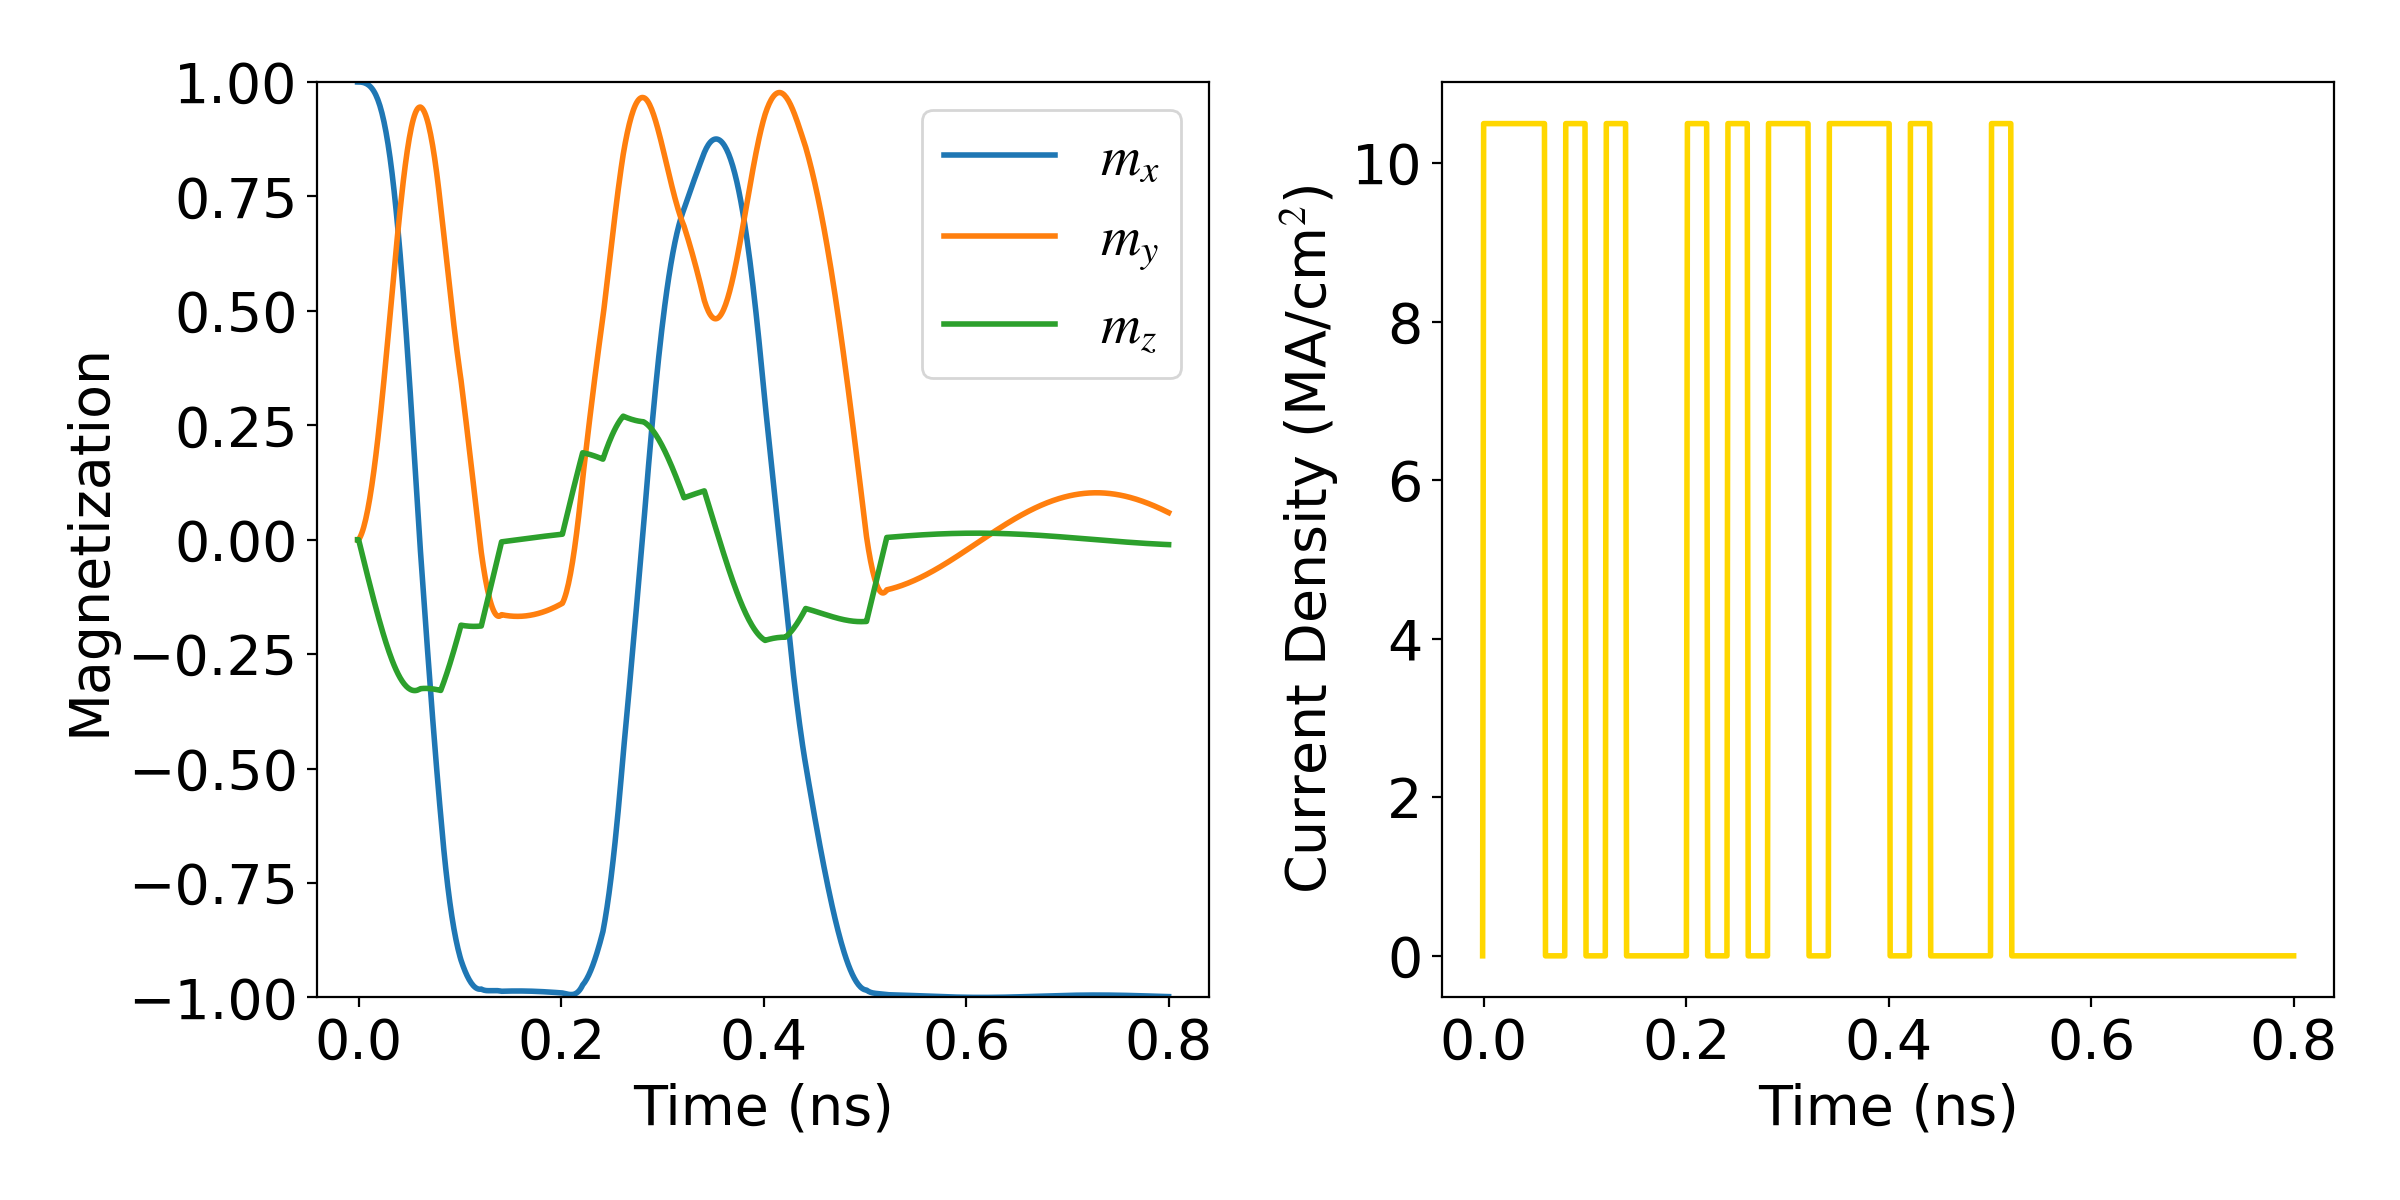 1.00
0.75
0.50
0.25
0.00
−0.25
−0.50
−0.75
−1.00
0.0 0.2 0.4 0.6 0.8
Time (ns)
Magnetization
m_x
m_y
m_z
10
8
6
4
2
0
0.0 0.2 0.4 0.6 0.8
Time (ns)
Current Density (MA/cm²)